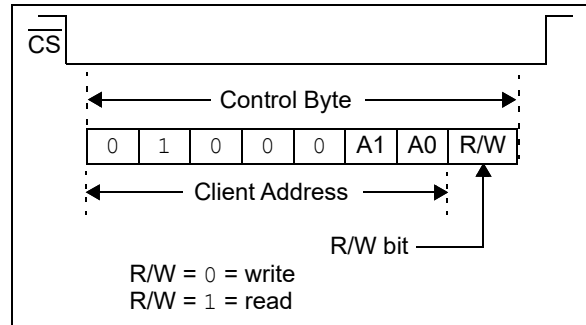 CS
Control Byte
0 1 0 0 0 A1 A0 R/W
Client Address
R/W bit
R/W = 0 = write
R/W = 1 = read